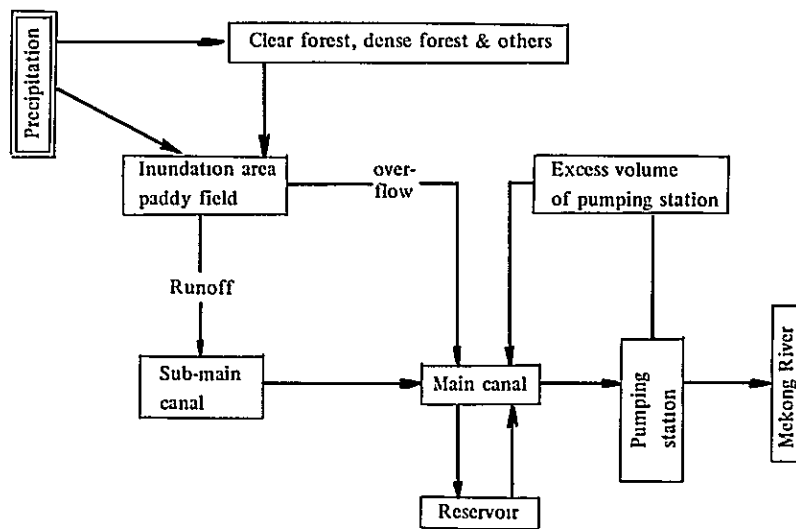 Precipitation
Clear forest, dense forest & others
Inundation area
paddy field
over-
flow
Excess volume
of pumping station
Runoff
Sub-main
canal
Main canal
Pumping
station
Mekong River
Reservoir